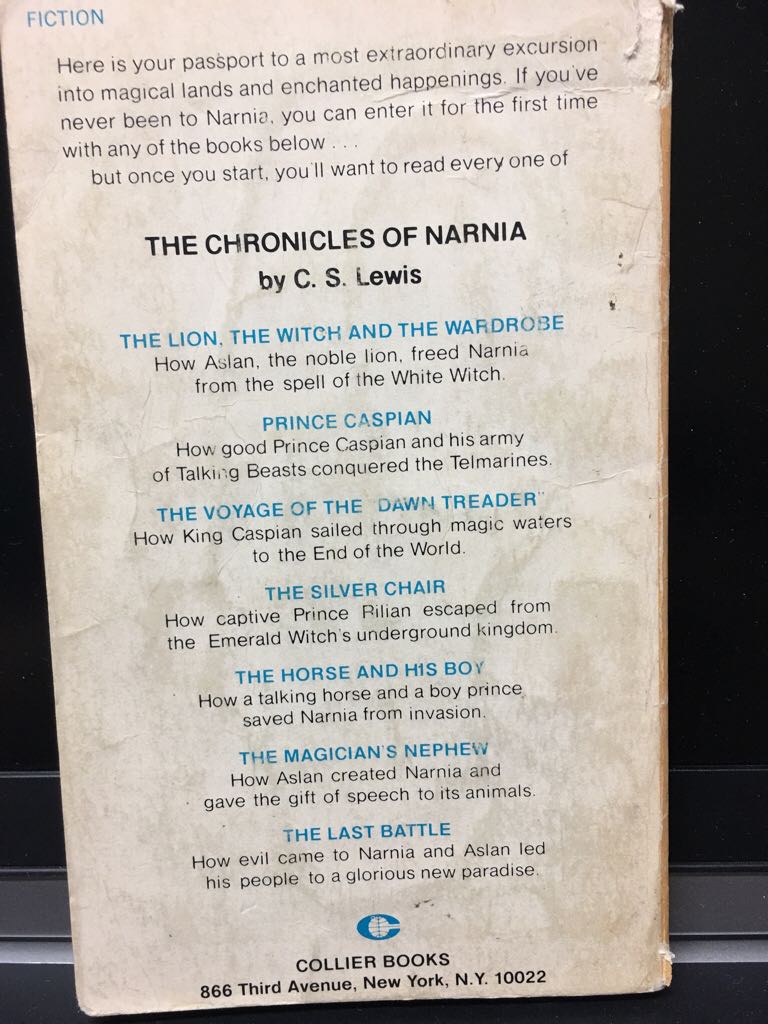 FICTION
Here is your passport to a most extraordinary excursion
into magical lands and enchanted happenings. If you've
never been to Narnia, you can enter it for the first time
with any of the books below . . .
but once you start, you'll want to read every one of
THE CHRONICLES OF NARNIA
by C. S. Lewis
THE LION, THE WITCH AND THE WARDROBE
How Aslan, the noble lion, freed Narnia
from the spell of the White Witch.
PRINCE CASPIAN
How good Prince Caspian and his army
of Talking Beasts conquered the Telmarines.
THE VOYAGE OF THE "DAWN TREADER"
How King Caspian sailed through magic waters
to the End of the World.
THE SILVER CHAIR
How captive Prince Rilian escaped from
the Emerald Witch's underground kingdom.
THE HORSE AND HIS BOY
How a talking horse and a boy prince
saved Narnia from invasion.
THE MAGICIAN'S NEPHEW
How Aslan created Narnia and
gave the gift of speech to its animals.
THE LAST BATTLE
How evil came to Narnia and Aslan led
his people to a glorious new paradise.
COLLIER BOOKS
866 Third Avenue, New York, N.Y. 10022